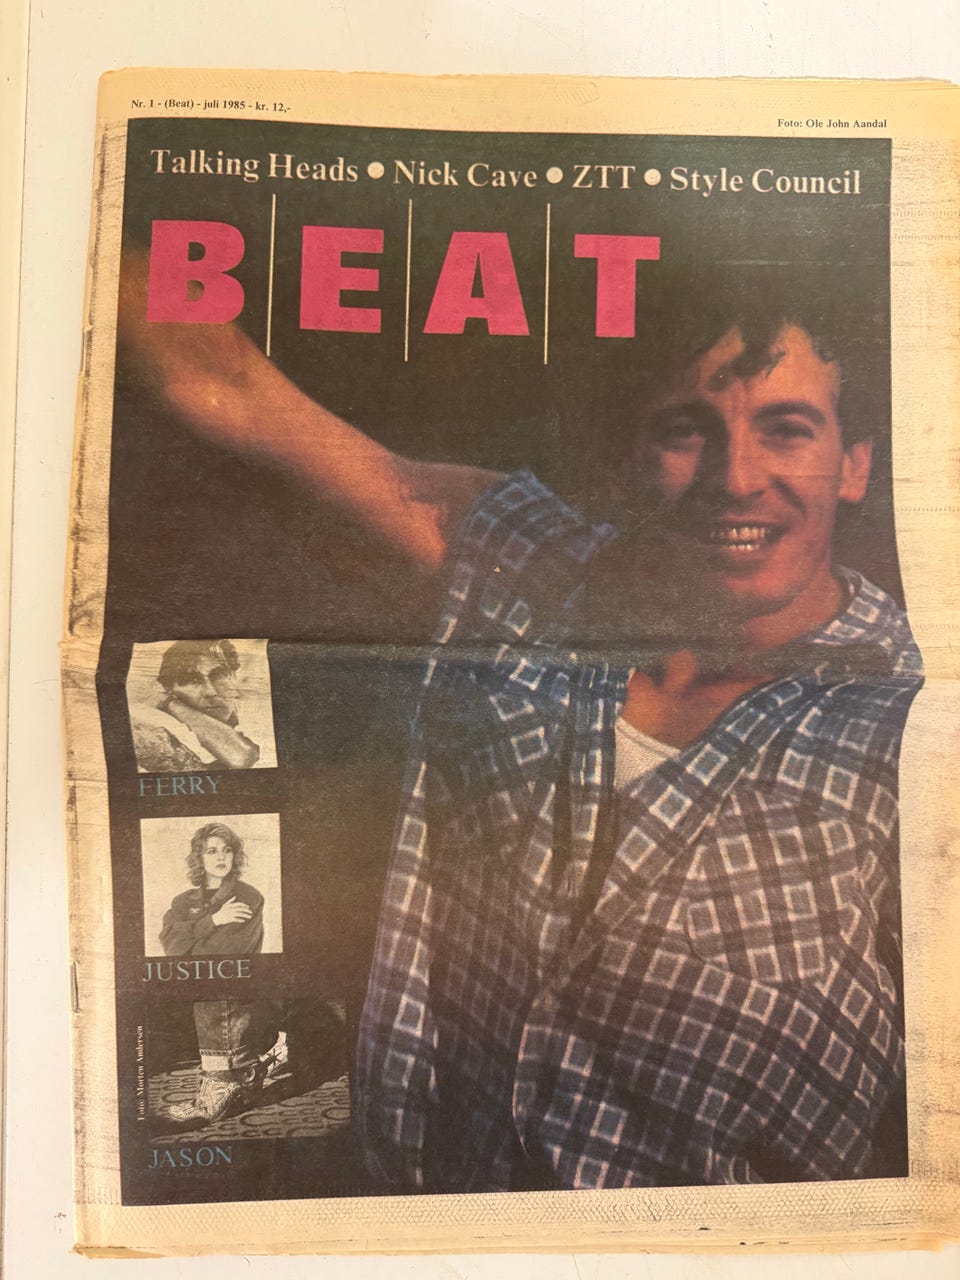 Nr. 1 - (Beat) - juli 1985 - kr. 12,-
Foto: Ole John Aandal
Talking Heads ● Nick Cave ● ZTT ● Style Council
BEAT
FERRY
JUSTICE
Foto: Morten Andersen
JASON